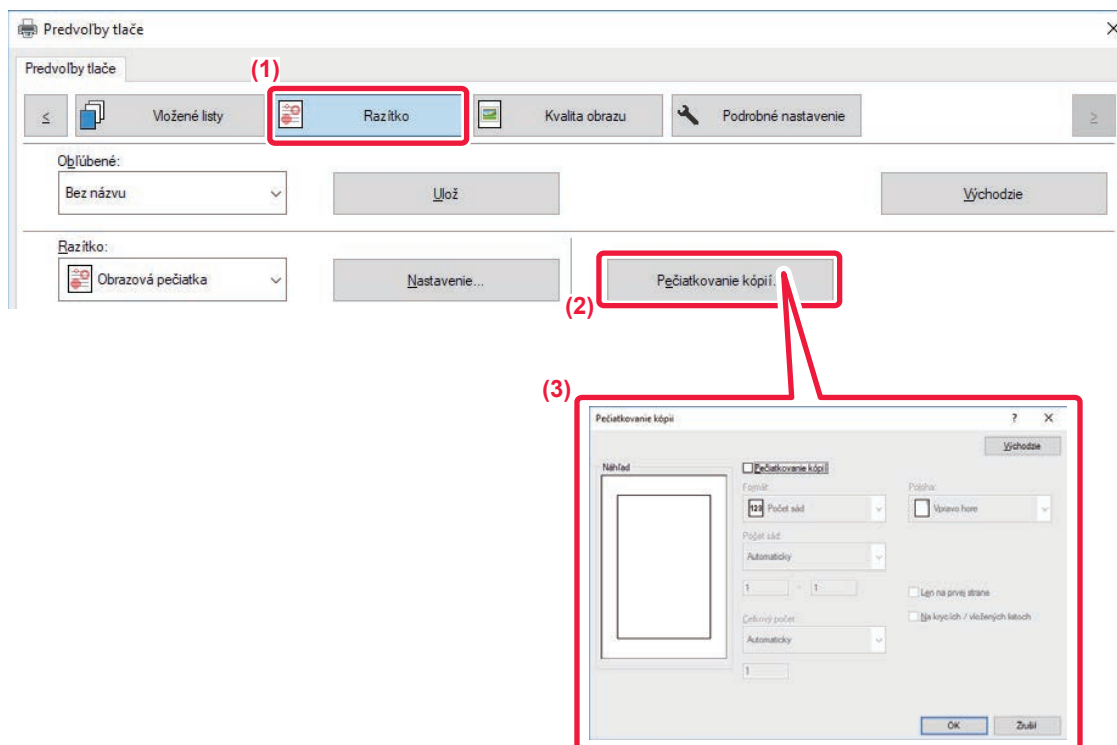 Predvoľby tlače
Predvoľby tlače
(1)
≤
Vložené listy
Razítko
Kvalita obrazu
Podrobné nastavenie
≥
Obľúbené:
Bez názvu
Ulož
Východzie
Razítko:
Obrazová pečiatka
Nastavenie...
Pečiatkovanie kópií...
(2)
(3)
Pečiatkovanie kópií
?
Východzie
Náhľad
Pečiatkovanie kópií
Formát:
Poloha:
123 Počet sád
Vpravo hore
Počet sád:
Automaticky
1 - 1
Len na prvej strane
Na krycích / vložených listoch
Celkový počet:
Automaticky
1
OK
Zrušiť